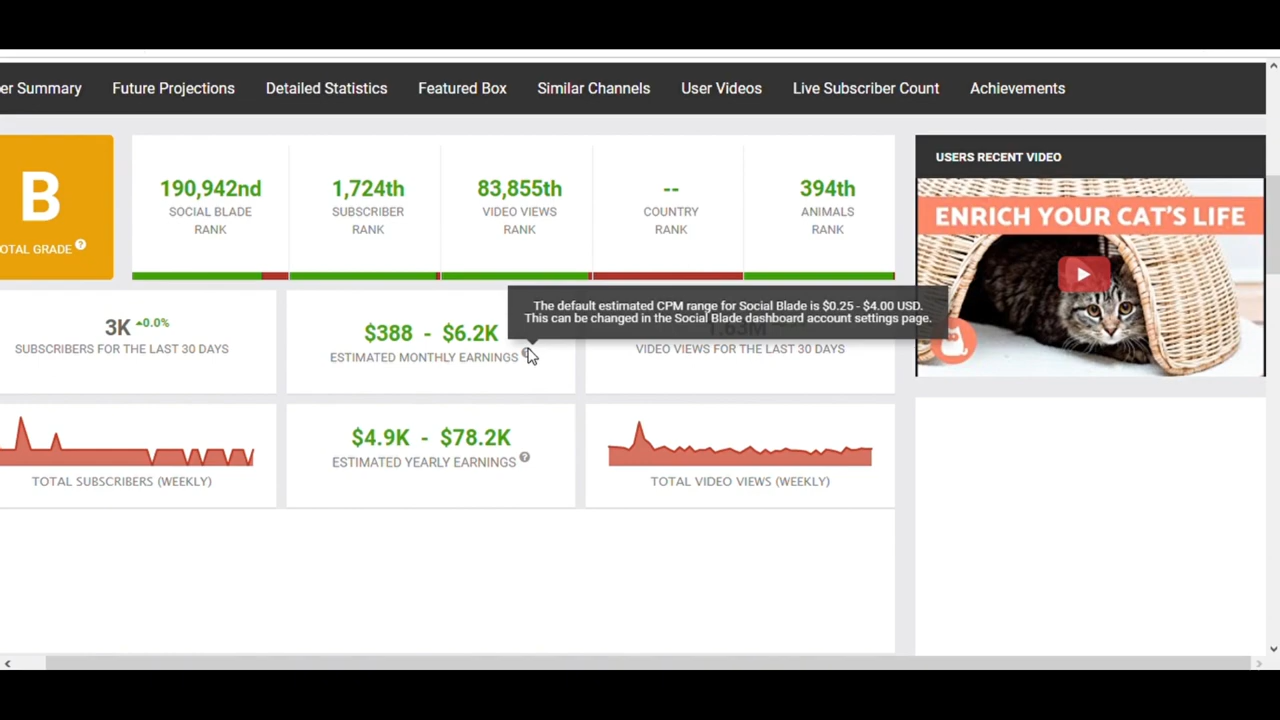 er Summary
Future Projections
Detailed Statistics
Featured Box
Similar Channels
User Videos
Live Subscriber Count
Achievements
B
OTAL GRADE ?
190,942nd
SOCIAL BLADE
RANK
1,724th
SUBSCRIBER
RANK
83,855th
VIDEO VIEWS
RANK
--
COUNTRY
RANK
394th
ANIMALS
RANK
USERS RECENT VIDEO
ENRICH YOUR CAT'S LIFE
The default estimated CPM range for Social Blade is $0.25 - $4.00 USD.
This can be changed in the Social Blade dashboard account settings page.
3K 0.0%
SUBSCRIBERS FOR THE LAST 30 DAYS
$388 - $6.2K
ESTIMATED MONTHLY EARNINGS
1.63M
VIDEO VIEWS FOR THE LAST 30 DAYS
TOTAL SUBSCRIBERS (WEEKLY)
$4.9K - $78.2K
ESTIMATED YEARLY EARNINGS ?
TOTAL VIDEO VIEWS (WEEKLY)